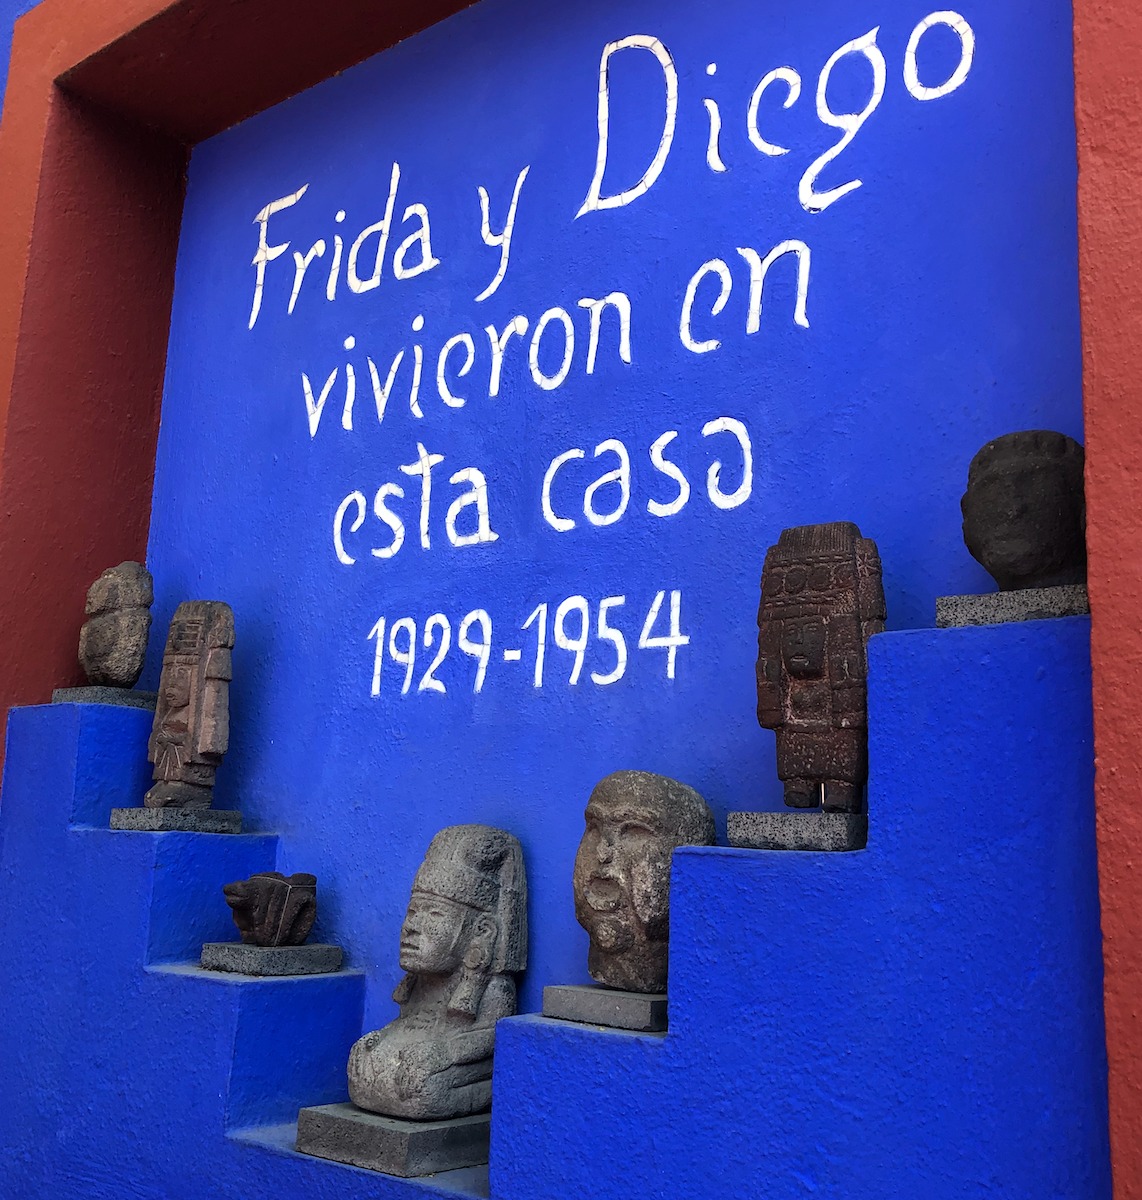 Frida y Diego
vivieron en
esta casa
1929-1954